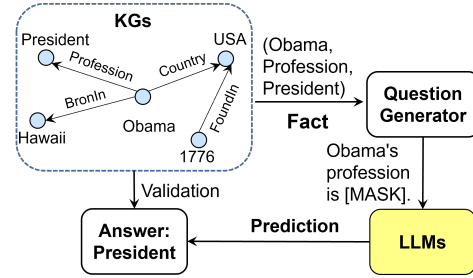 KGs
President
USA
Profession
Country
BronIn
Obama
FoundIn
Hawaii
1776
(Obama,
Profession,
President)
Fact
Question
Generator
Obama's
profession
is [MASK].
Validation
Answer:
President
Prediction
LLMs